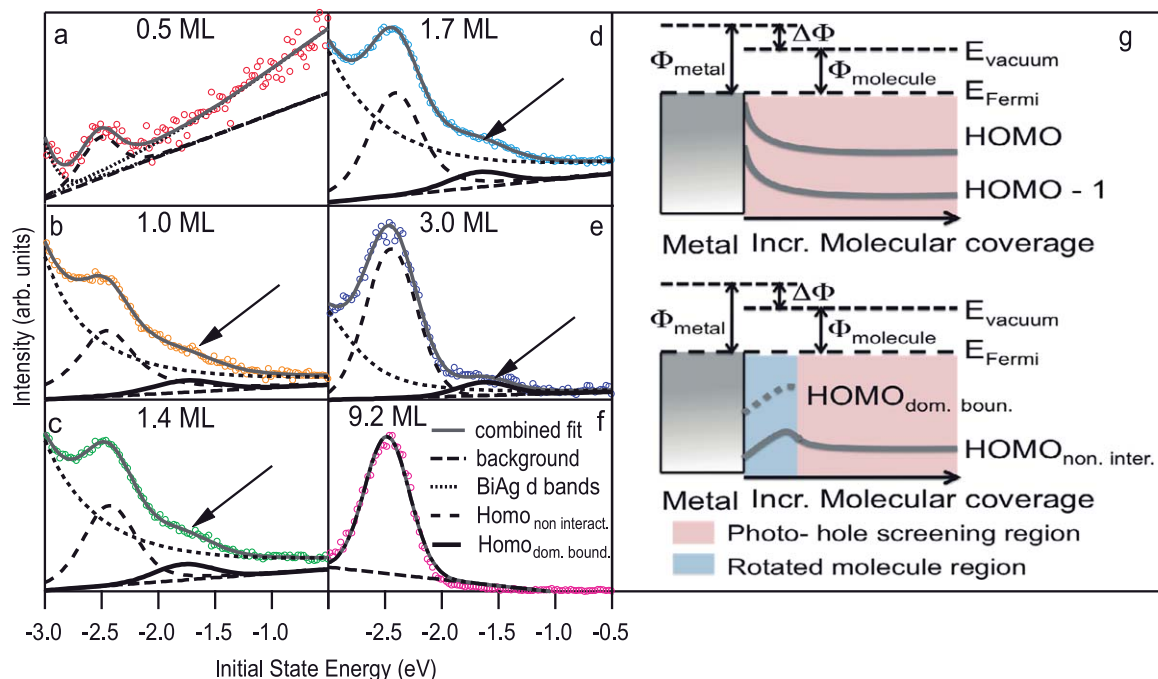 a
0.5 ML
b
1.0 ML
c
1.4 ML
d
1.7 ML
e
3.0 ML
f
9.2 ML
combined fit
background
BiAg d bands
Homo non interact.
Homo dom. bound.
Intensity (arb. units)
-3.0 -2.5 -2.0 -1.5 -1.0 -2.5 -2.0 -1.5 -1.0 -0.5
Initial State Energy (eV)
g
ΔΦ
Φmetal
Φmolecule
Evacuum
EFermi
HOMO
HOMO - 1
Metal Incr. Molecular coverage
ΔΦ
Φmetal
Φmolecule
Evacuum
EFermi
HOMOdom. boun.
HOMOnon. inter.
Metal Incr. Molecular coverage
Photo- hole screening region
Rotated molecule region